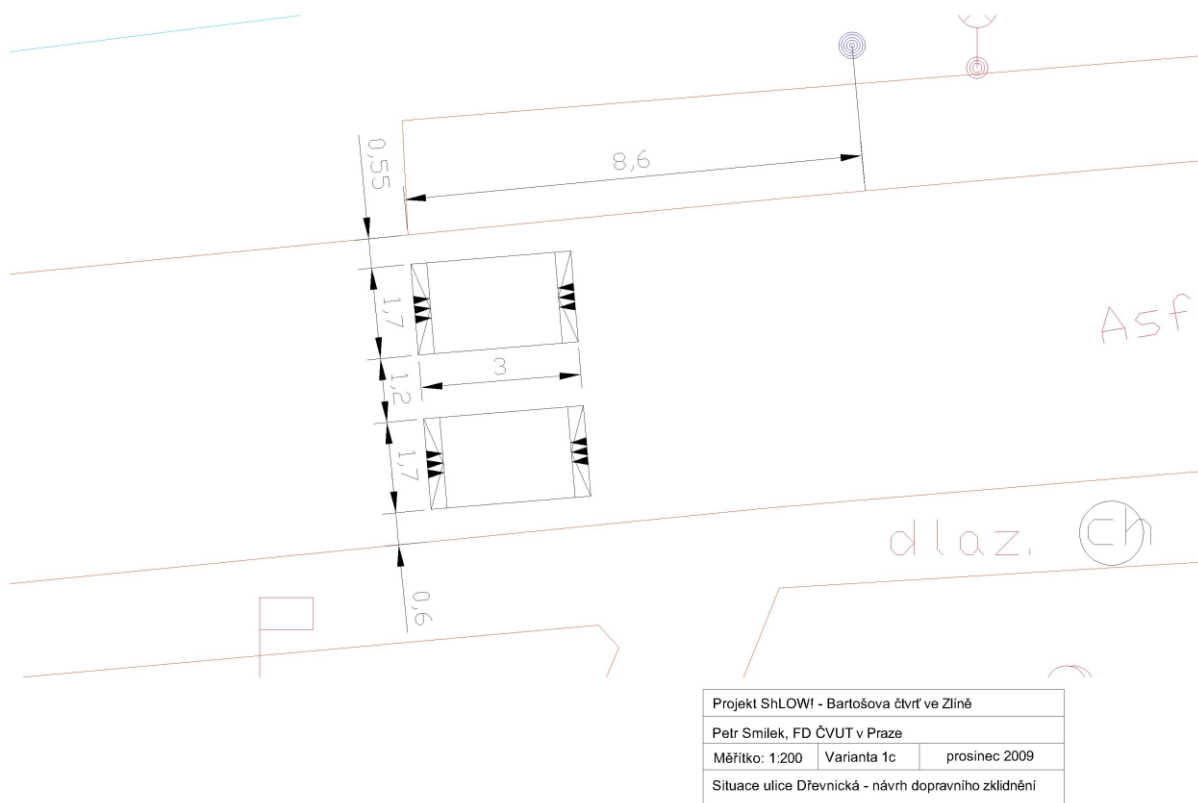 8,6
0,55
1,7
Asf
3
1,2
1,7
dlaz. ch
0,6
Projekt ShLOW! - Bartošova čtvrť ve Zlíně
Petr Smilek, FD ČVUT v Praze
Měřítko: 1:200 Varianta 1c prosinec 2009
Situace ulice Dřevnická - návrh dopravního zklidnění